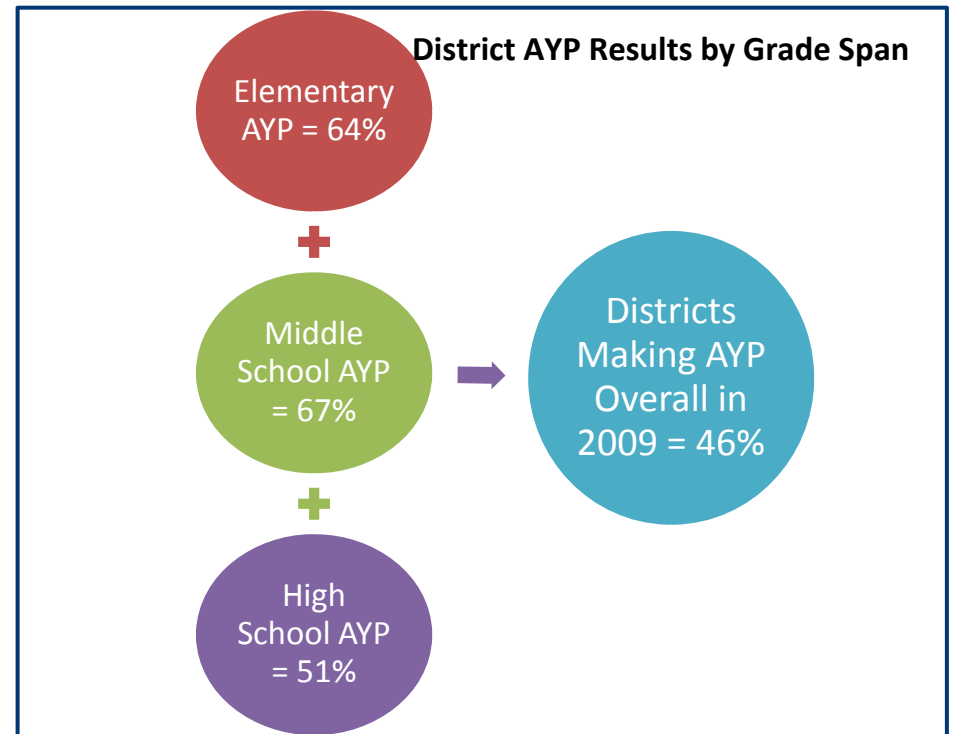 District AYP Results by Grade Span
Elementary
AYP = 64%
Middle
School AYP
= 67%
High
School AYP
= 51%
Districts
Making AYP
Overall in
2009 = 46%